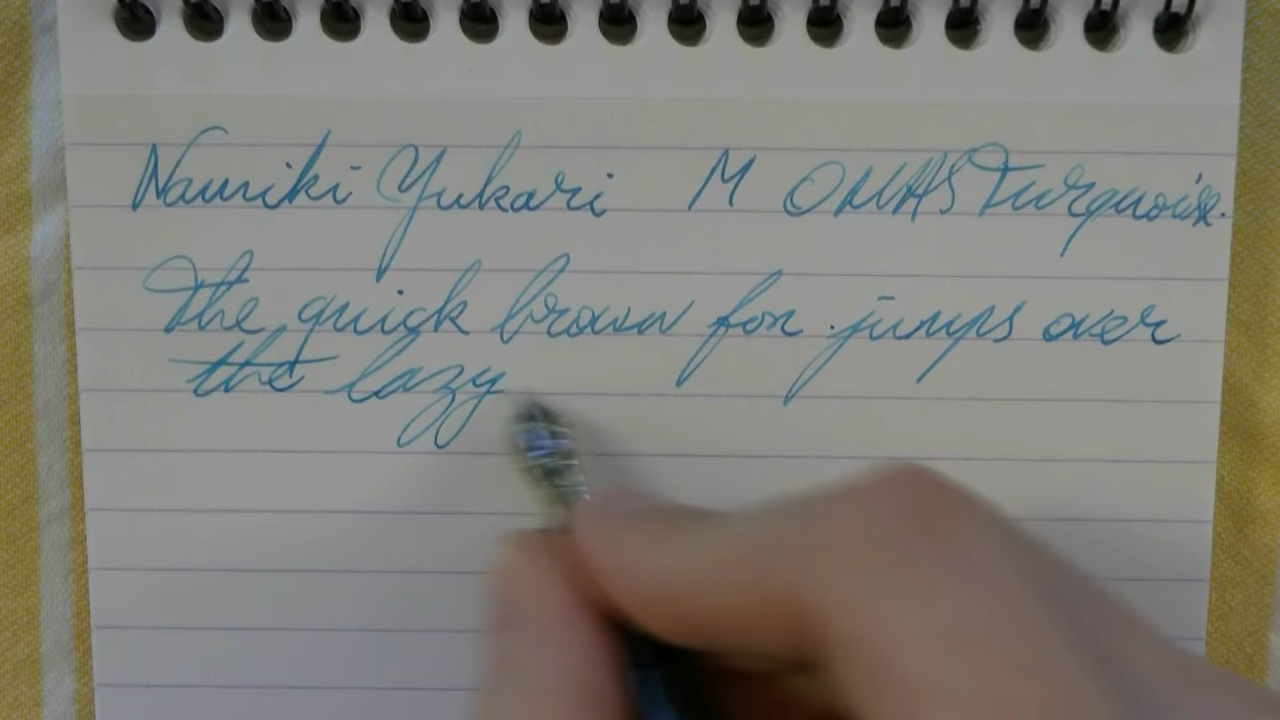 Namiki Yukari M OMAS Turquoise.
The quick brown fox jumps over
the lazy